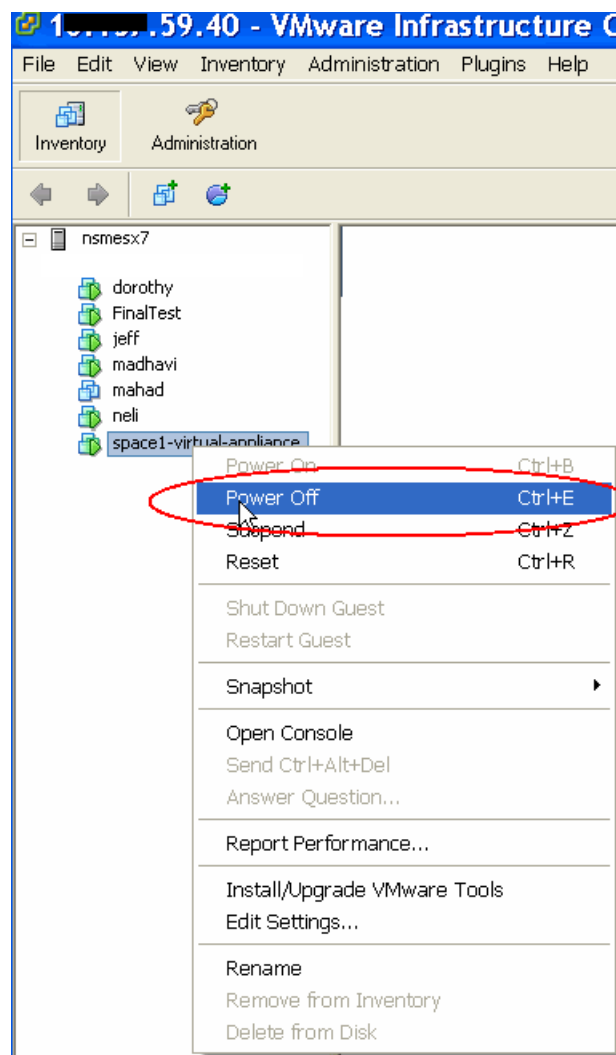 .59.40 - VMware Infrastructure C
File Edit View Inventory Administration Plugins Help
Inventory Administration
nsmesx7
dorothy
FinalTest
jeff
madhavi
mahad
neli
space1-virtual-appliance
Power On Ctrl+B
Power Off Ctrl+E
Suspend Ctrl+Z
Reset Ctrl+R
Shut Down Guest
Restart Guest
Snapshot
Open Console
Send Ctrl+Alt+Del
Answer Question...
Report Performance...
Install/Upgrade VMware Tools
Edit Settings...
Rename
Remove from Inventory
Delete from Disk